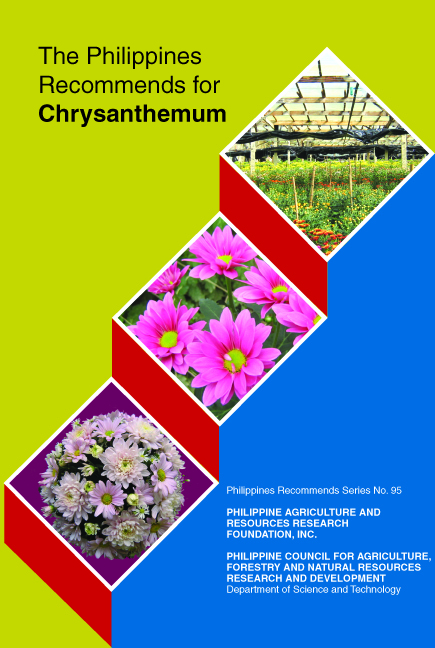 The Philippines
Recommends for
Chrysanthemum
Philippines Recommends Series No. 95
PHILIPPINE AGRICULTURE AND
RESOURCES RESEARCH
FOUNDATION, INC.
PHILIPPINE COUNCIL FOR AGRICULTURE,
FORESTRY AND NATURAL RESOURCES
RESEARCH AND DEVELOPMENT
Department of Science and Technology